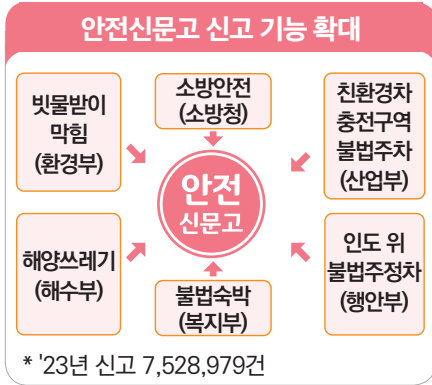 안전신문고 신고 기능 확대
빗물받이
막힘
(환경부)
소방안전
(소방청)
친환경차
충전구역
불법주차
(산업부)
안전
신문고
해양쓰레기
(해수부)
불법숙박
(복지부)
인도 위
불법주정차
(행안부)
* '23년 신고 7,528,979건